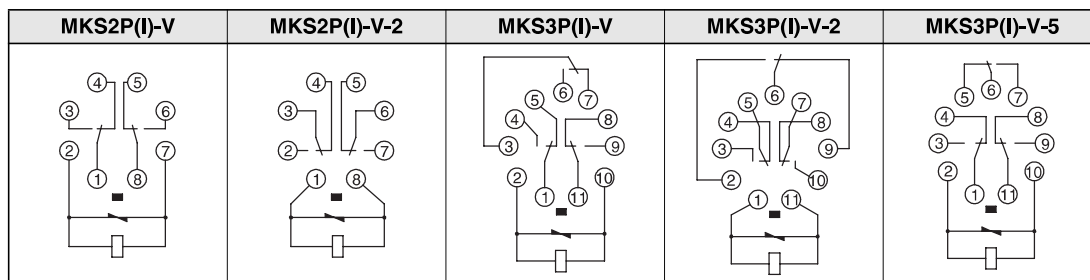 MKS2P(I)-V MKS2P(I)-V-2 MKS3P(I)-V MKS3P(I)-V-2 MKS3P(I)-V-5
4 5 3 6 2 7 1 8
4 5 3 6 2 7 1 8
6 7 5 8 4 3 9 2 10 1 11
6 5 7 4 8 3 9 2 10 1 11
5 6 7 4 8 3 9 2 10 1 11